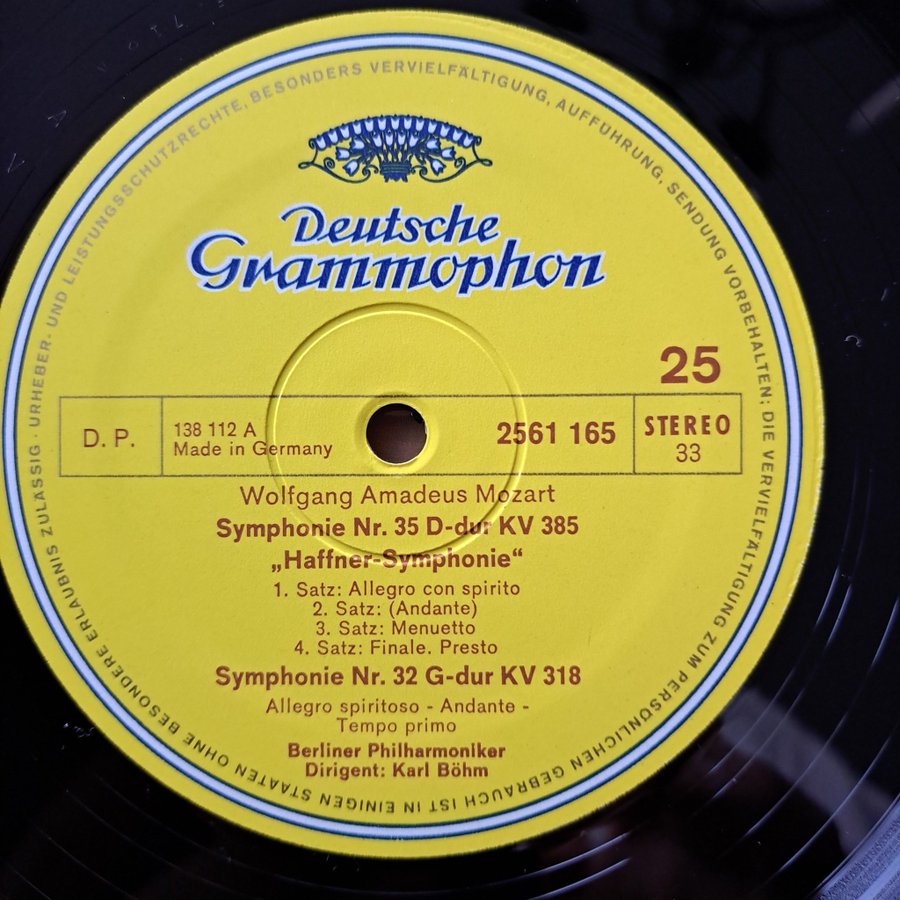 URHEBER- UND LEISTUNGSSCHUTZRECHTE, BESONDERS VERVIELFÄLTIGUNG, AUFFÜHRUNG, SENDUNG VORBEHALTEN; DIE VERVIELFÄLTIGUNG ZUM PERSÖNLICHEN GEBRAUCH IST IN EINIGEN STAATEN OHNE BESONDERE ERLAUBNIS ZULÄSSIG ·
Deutsche
Grammophon
25
D. P.
138 112 A
Made in Germany
2561 165
STEREO
33
Wolfgang Amadeus Mozart
Symphonie Nr. 35 D-dur KV 385
„Haffner-Symphonie“
1. Satz: Allegro con spirito
2. Satz: (Andante)
3. Satz: Menuetto
4. Satz: Finale. Presto
Symphonie Nr. 32 G-dur KV 318
Allegro spiritoso - Andante -
Tempo primo
Berliner Philharmoniker
Dirigent: Karl Böhm